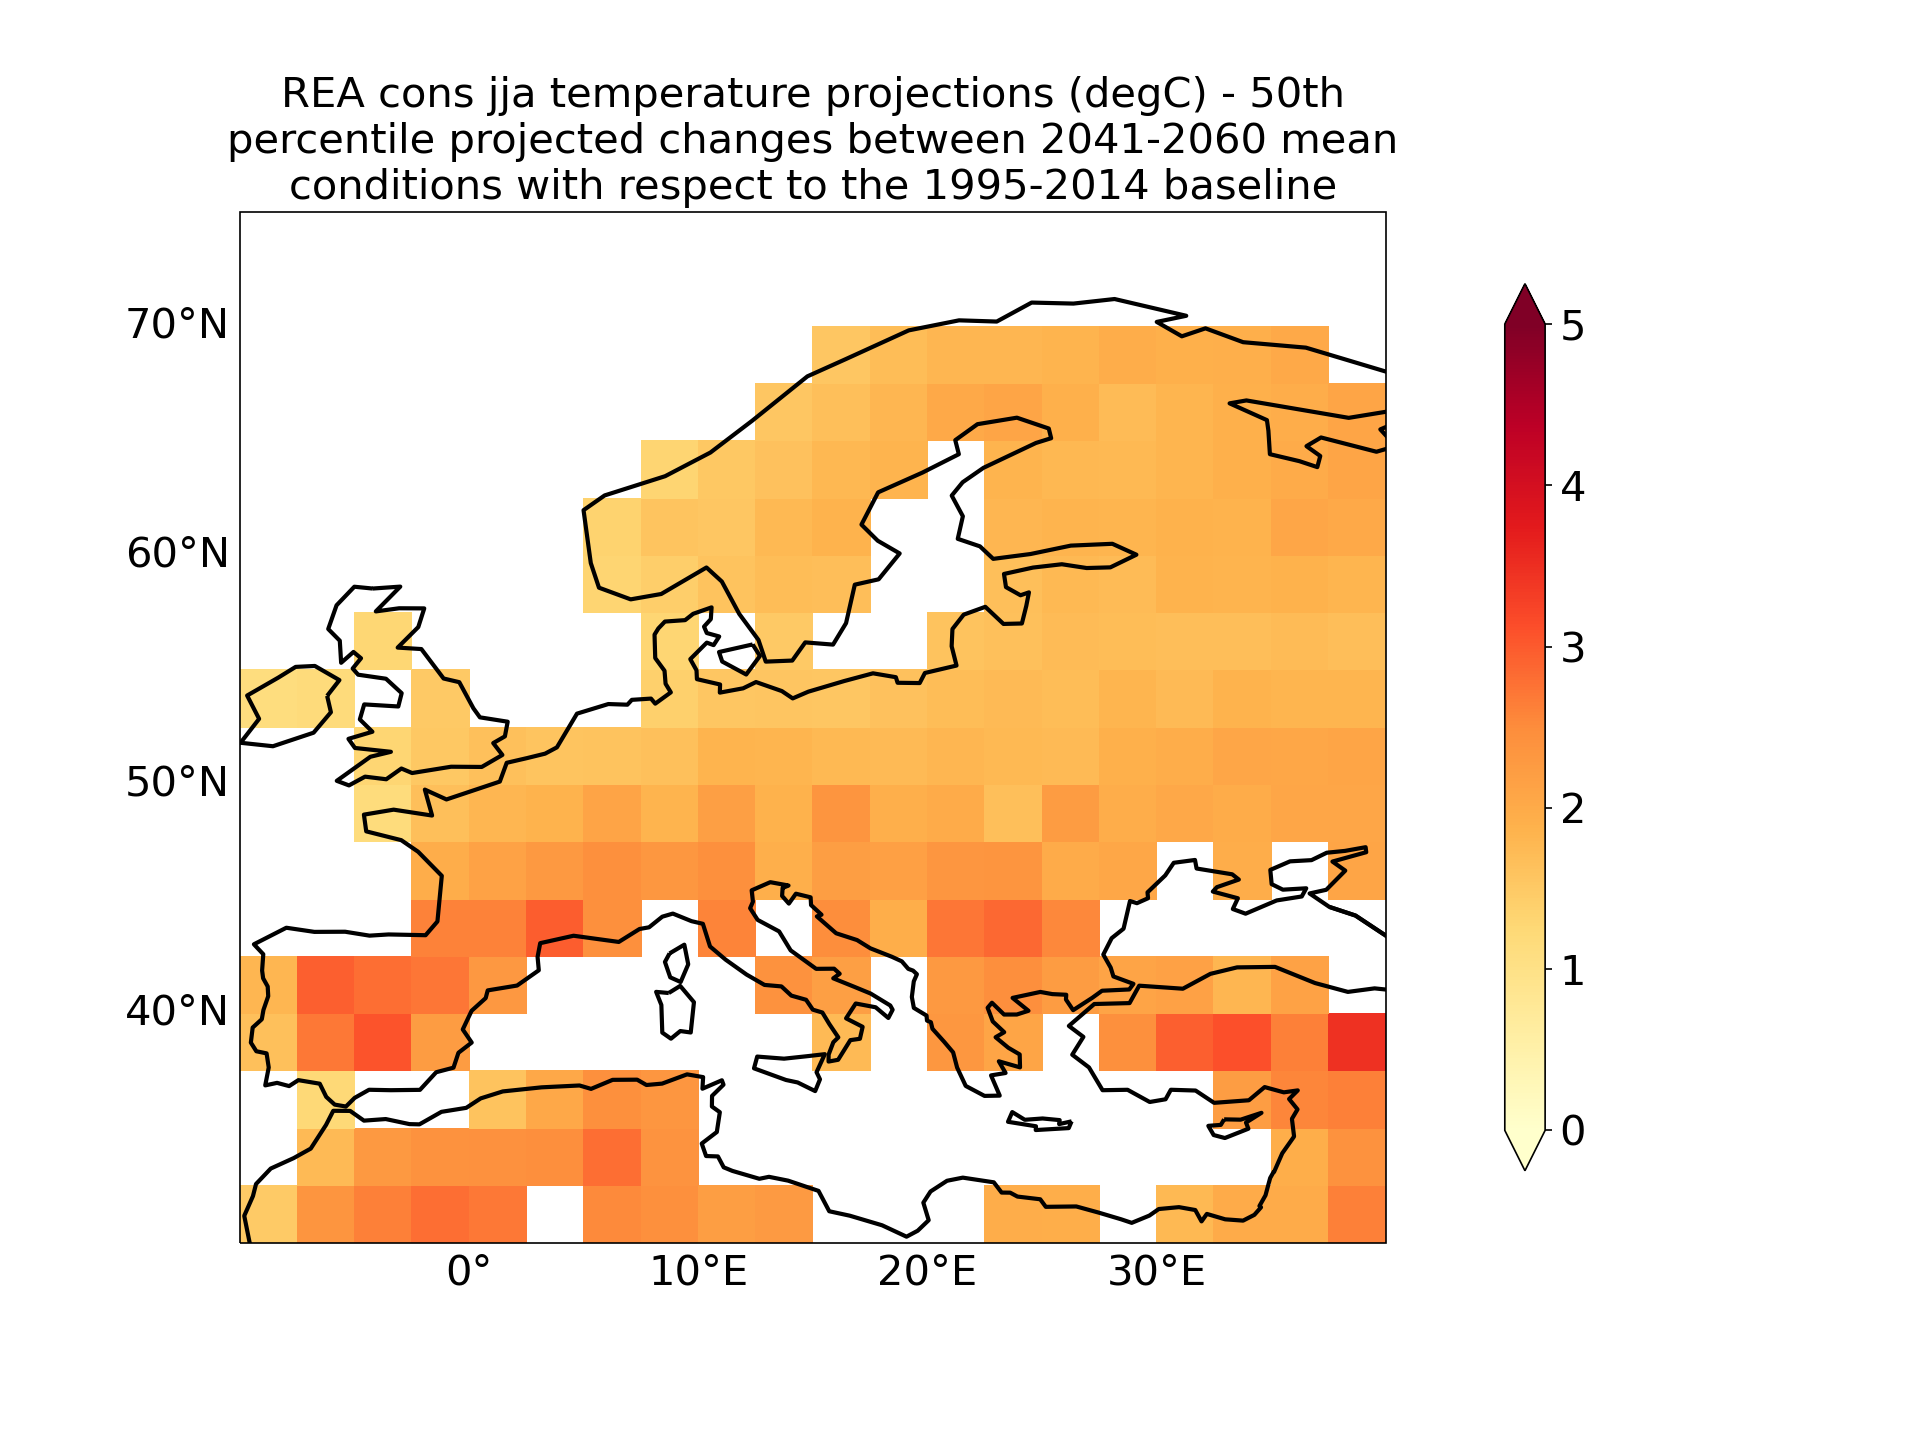 REA cons jja temperature projections (degC) - 50th
percentile projected changes between 2041-2060 mean
conditions with respect to the 1995-2014 baseline
70°N
60°N
50°N
40°N
0°
10°E
20°E
30°E
5
4
3
2
1
0